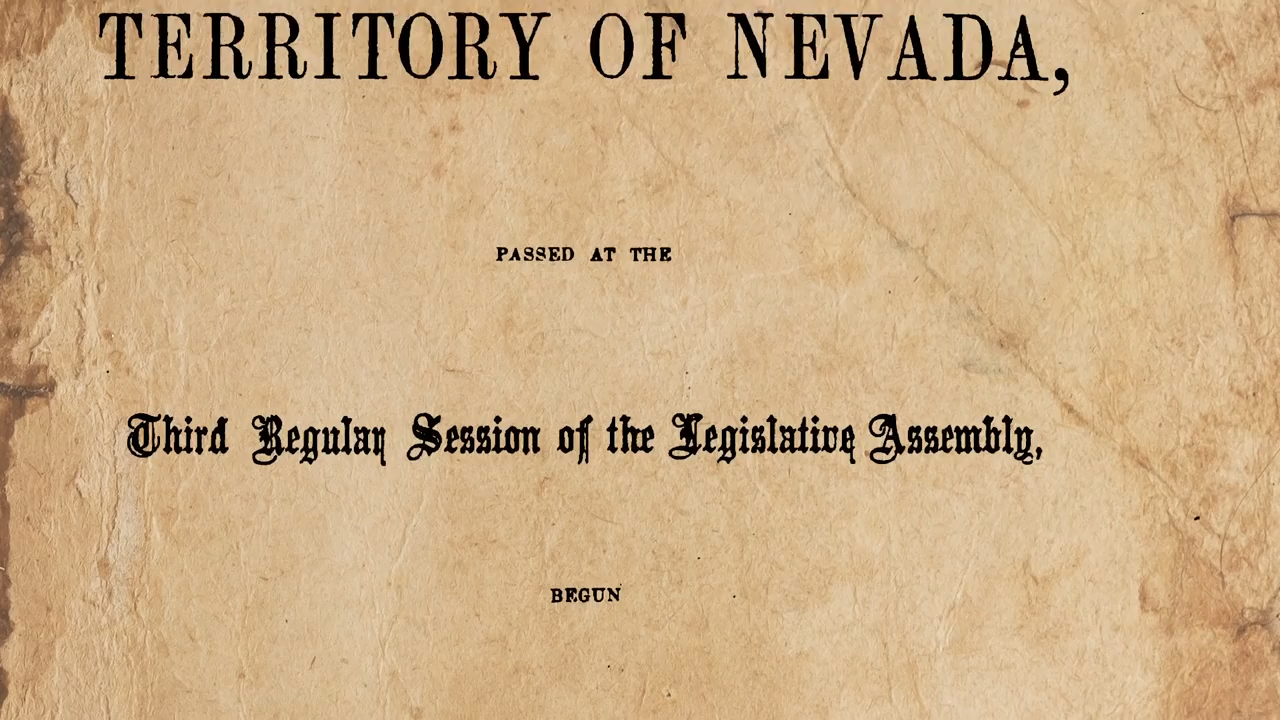 TERRITORY OF NEVADA,
PASSED AT THE
Third Regular Session of the Legislative Assembly,
BEGUN